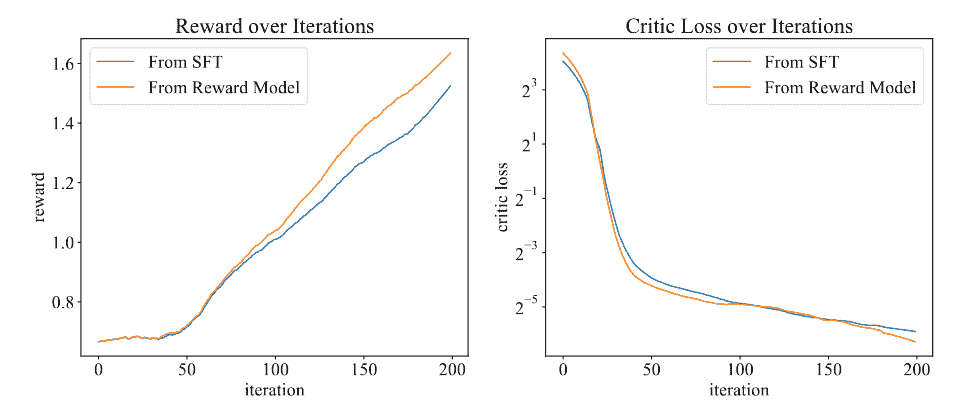 Reward over Iterations
From SFT
From Reward Model
1.6
1.4
1.2
1.0
0.8
reward
0
50
100
150
200
iteration
Critic Loss over Iterations
From SFT
From Reward Model
2^3
2^1
2^−1
2^−3
2^−5
critic loss
0
50
100
150
200
iteration